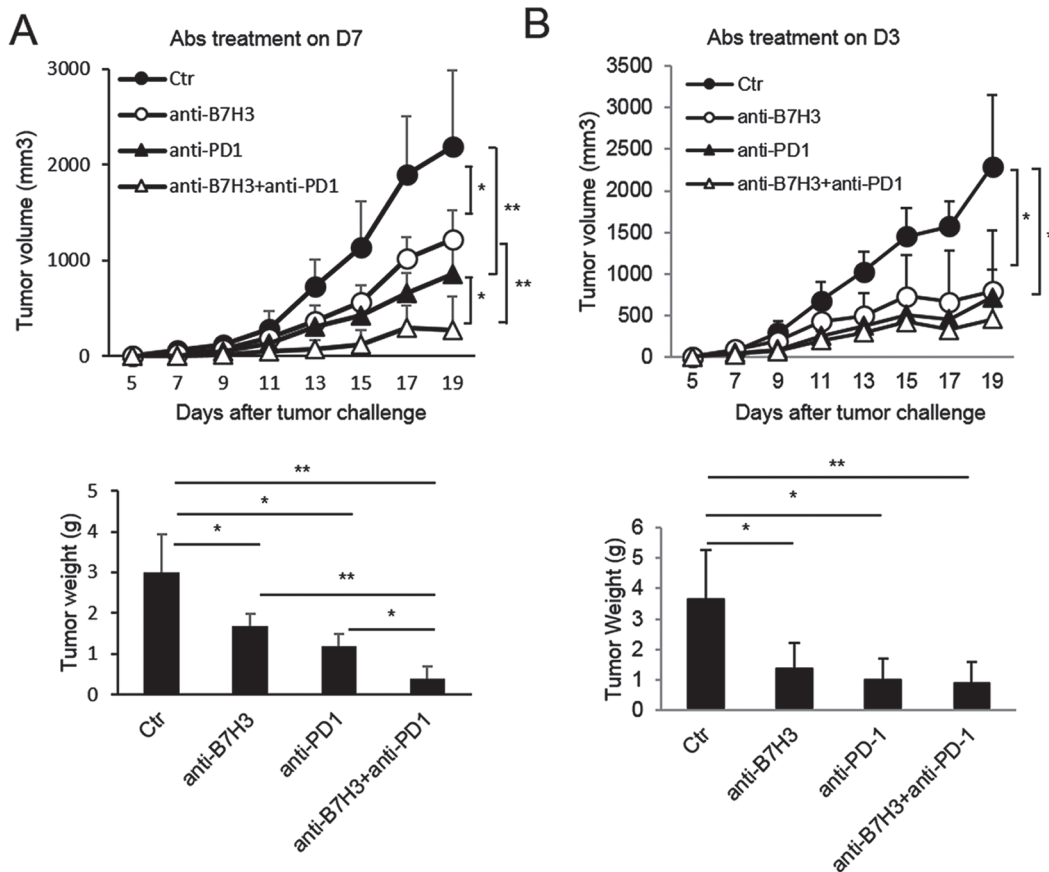 A
Abs treatment on D7
Tumor volume (mm3)
3000
2000
1000
0
Ctr
anti-B7H3
anti-PD1
anti-B7H3+anti-PD1
*
**
*
**
5 7 9 11 13 15 17 19
Days after tumor challenge
B
Abs treatment on D3
Tumor volume (mm3)
3500
3000
2500
2000
1500
1000
500
0
Ctr
anti-B7H3
anti-PD1
anti-B7H3+anti-PD1
*
*
5 7 9 11 13 15 17 19
Days after tumor challenge
Tumor weight (g)
5
4
3
2
1
0
**
*
*
**
*
Ctr
anti-B7H3
anti-PD1
anti-B7H3+anti-PD1
Tumor Weight (g)
6
5
4
3
2
1
0
**
*
*
Ctr
anti-B7H3
anti-PD-1
anti-B7H3+anti-PD-1